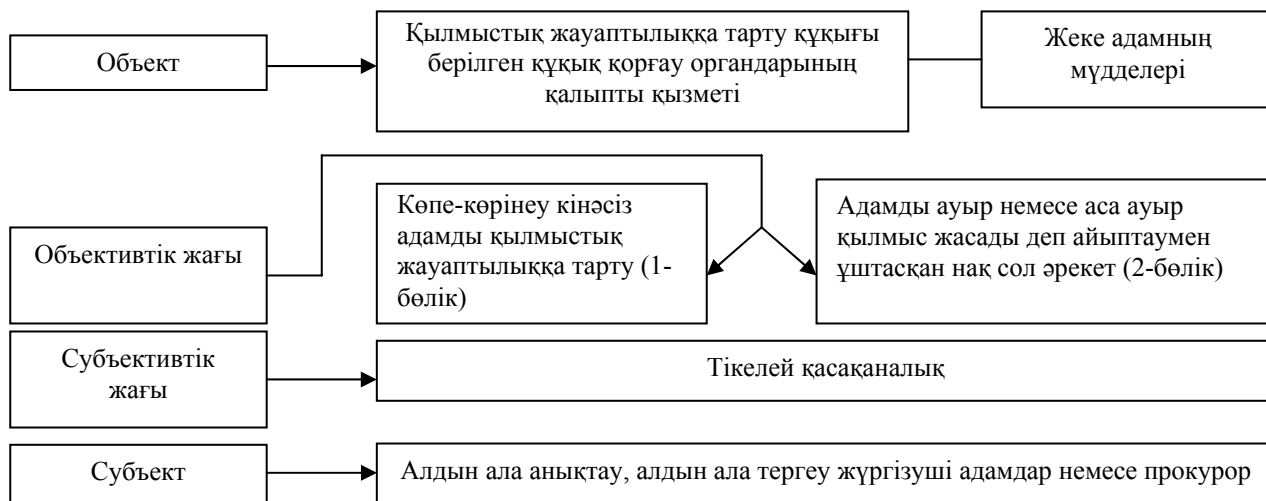 Объект
Қылмыстық жауаптылыққа тарту құқығы
берілген құқық қорғау органдарының
қалыпты қызметі
Жеке адамның
мүдделері
Объективтік жағы
Көпе-көрінеу кінәсіз
адамды қылмыстық
жауаптылыққа тарту (1-
бөлік)
Адамды ауыр немесе аса ауыр
қылмыс жасады деп айыптаумен
ұштасқан нақ сол әрекет (2-бөлік)
Субъективтік
жағы
Тікелей қасақаналық
Субъект
Алдын ала анықтау, алдын ала тергеу жүргізуші адамдар немесе прокурор